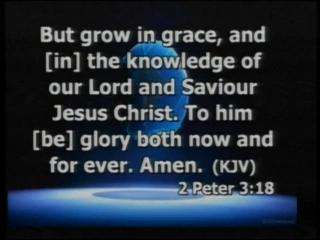 But grow in grace, and
[in] the knowledge of
our Lord and Saviour
Jesus Christ. To him
[be] glory both now and
for ever. Amen. (KJV)
2 Peter 3:18